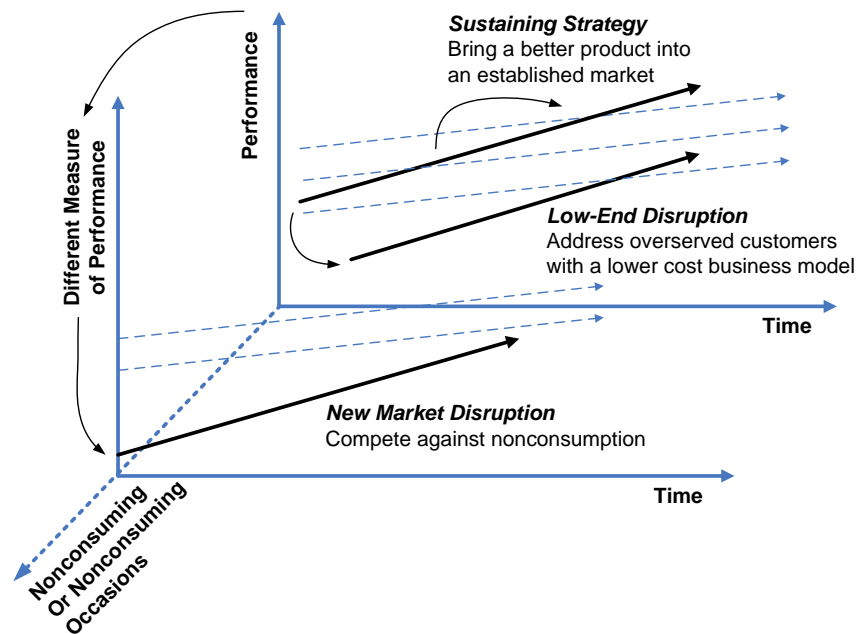 Sustaining Strategy
Bring a better product into
an established market
Performance
Different Measure
of Performance
Low-End Disruption
Address overserved customers
with a lower cost business model
Time
New Market Disruption
Compete against nonconsumption
Time
Nonconsuming
Or Nonconsuming
Occasions